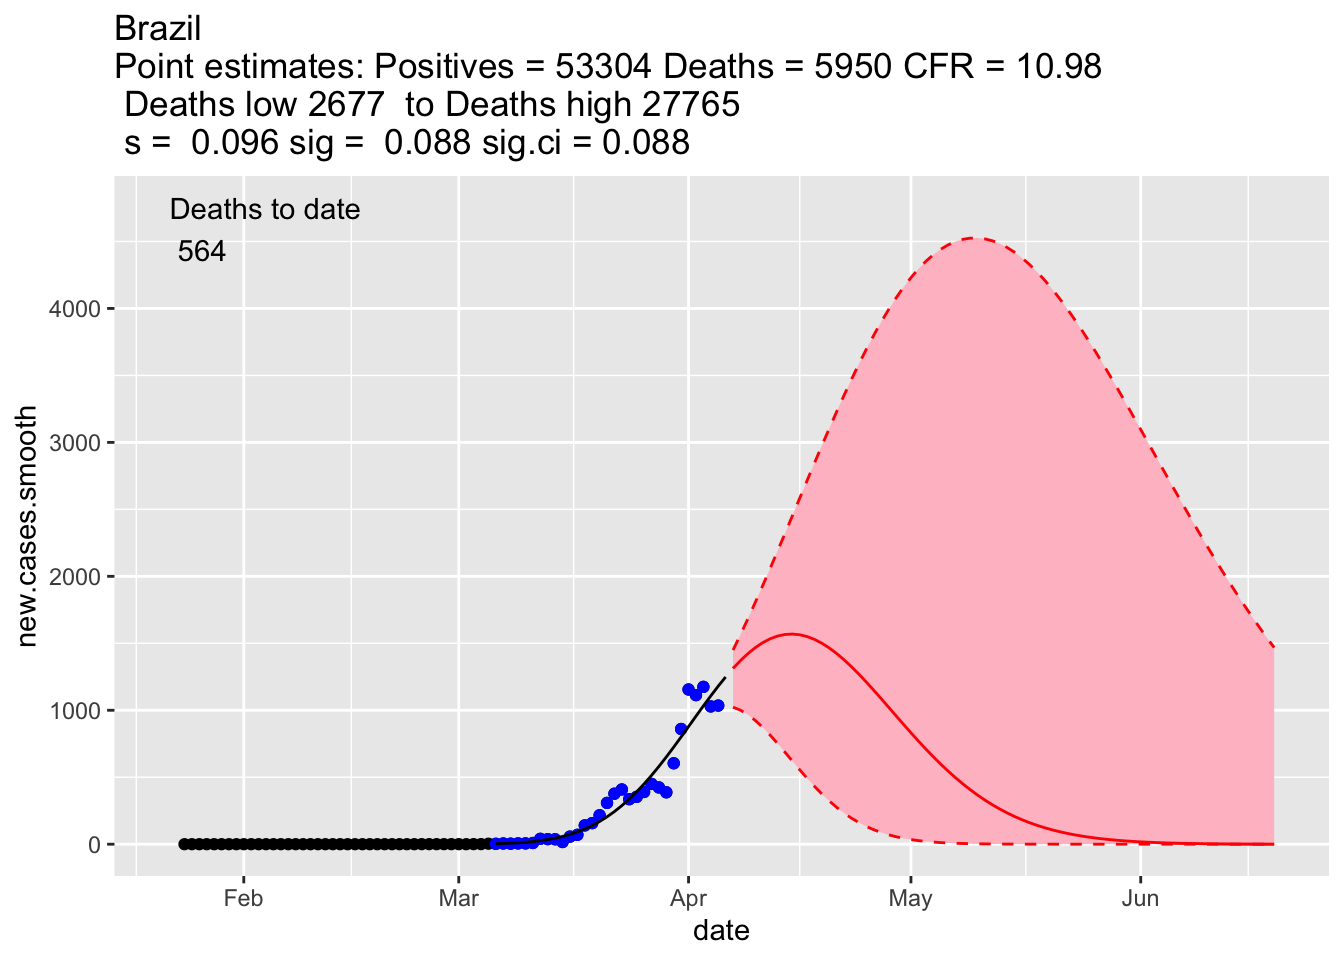 Brazil
Point estimates: Positives = 53304 Deaths = 5950 CFR = 10.98
Deaths low 2677  to Deaths high 27765
s =  0.096 sig =  0.088 sig.ci = 0.088
Deaths to date
564
4000
3000
2000
1000
0
new.cases.smooth
Feb Mar Apr May Jun
date